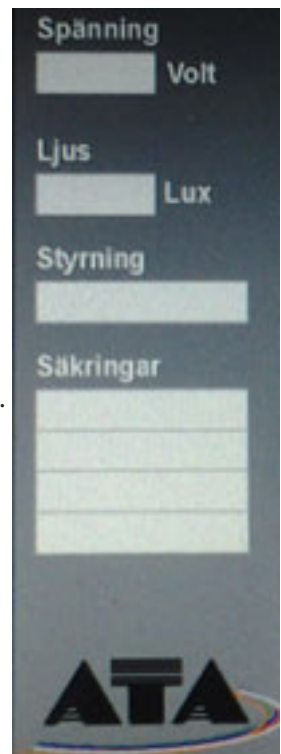 Spänning
Volt
Ljus
Lux
Styrning
Säkringar
ATA